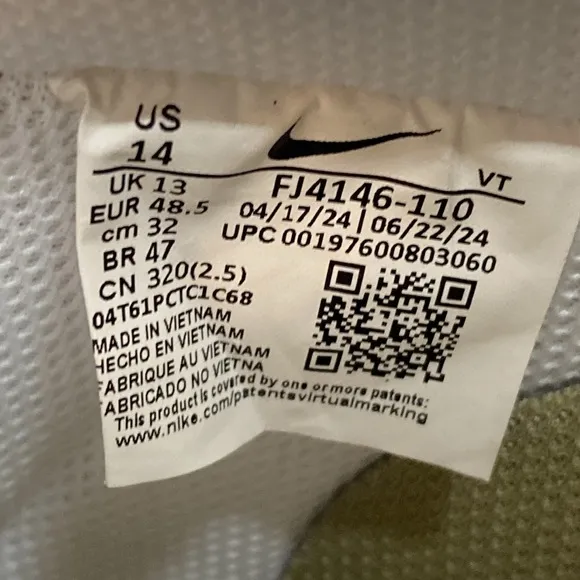 US
14
VT
UK 13
FJ4146-110
EUR 48.5
04/17/24 | 06/22/24
cm 32
UPC 00197600803060
BR 47
CN 320(2.5)
04T61PCTC1C68
MADE IN VIETNAM
HECHO EN VIETNAM
FABRIQUE AU VIETNAM
FABRICADO NO VIETNA
This product is covered by one or more patents:
www.nike.com/patentsvirtualmarking